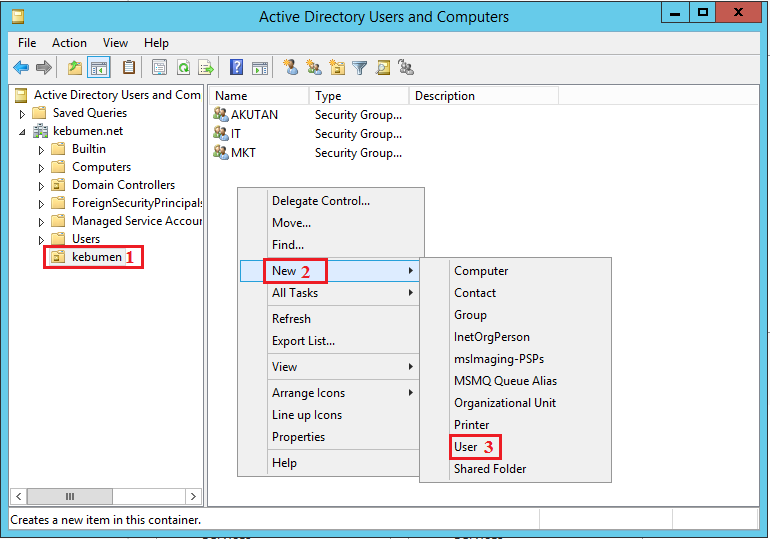 Active Directory Users and Computers
File Action View Help
Active Directory Users and Com
Saved Queries
kebumen.net
Builtin
Computers
Domain Controllers
ForeignSecurityPrincipals
Managed Service Accour
Users
kebumen 1
Name Type Description
AKUTAN Security Group...
IT Security Group...
MKT Security Group...
Delegate Control...
Move...
Find...
New 2
All Tasks
Refresh
Export List...
View
Arrange Icons
Line up Icons
Properties
Help
Computer
Contact
Group
InetOrgPerson
msImaging-PSPs
MSMQ Queue Alias
Organizational Unit
Printer
User 3
Shared Folder
Creates a new item in this container.